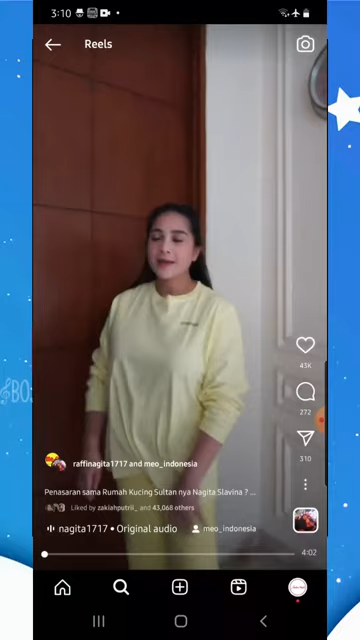 3:10
Reels
43K
272
310
raffinagita1717 and meo_indonesia
Penasaran sama Rumah Kucing Sultan nya Nagita Slavina ? ...
Liked by zakiahputrii_ and 43,068 others
nagita1717 • Original audio
meo_indonesia
4:02